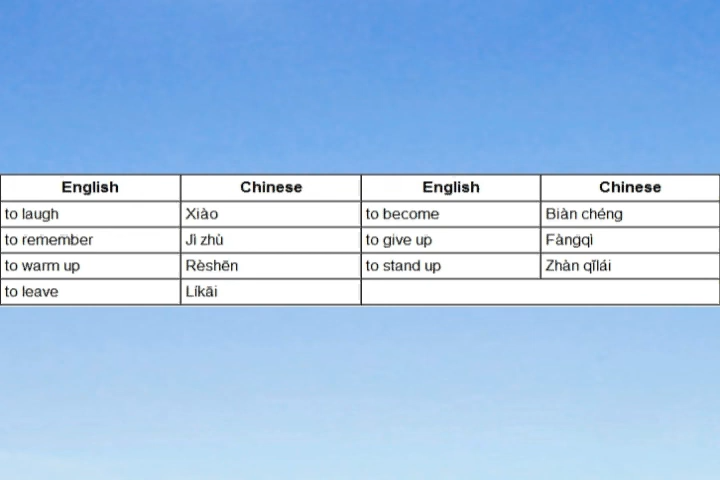 English Chinese English Chinese
to laugh Xiào to become Biàn chéng
to remember Jì zhù to give up Fàngqì
to warm up Rèshēn to stand up Zhàn qǐlái
to leave Líkāi